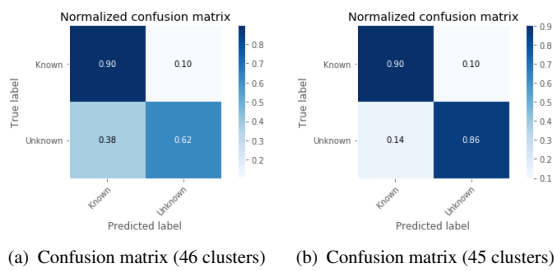 Normalized confusion matrix
Known
Unknown
True label
0.90
0.10
0.38
0.62
Known
Unknown
Predicted label
0.8
0.7
0.6
0.5
0.4
0.3
0.2
(a) Confusion matrix (46 clusters)
Normalized confusion matrix
Known
Unknown
True label
0.90
0.10
0.14
0.86
Known
Unknown
Predicted label
0.9
0.8
0.7
0.6
0.5
0.4
0.3
0.2
0.1
(b) Confusion matrix (45 clusters)